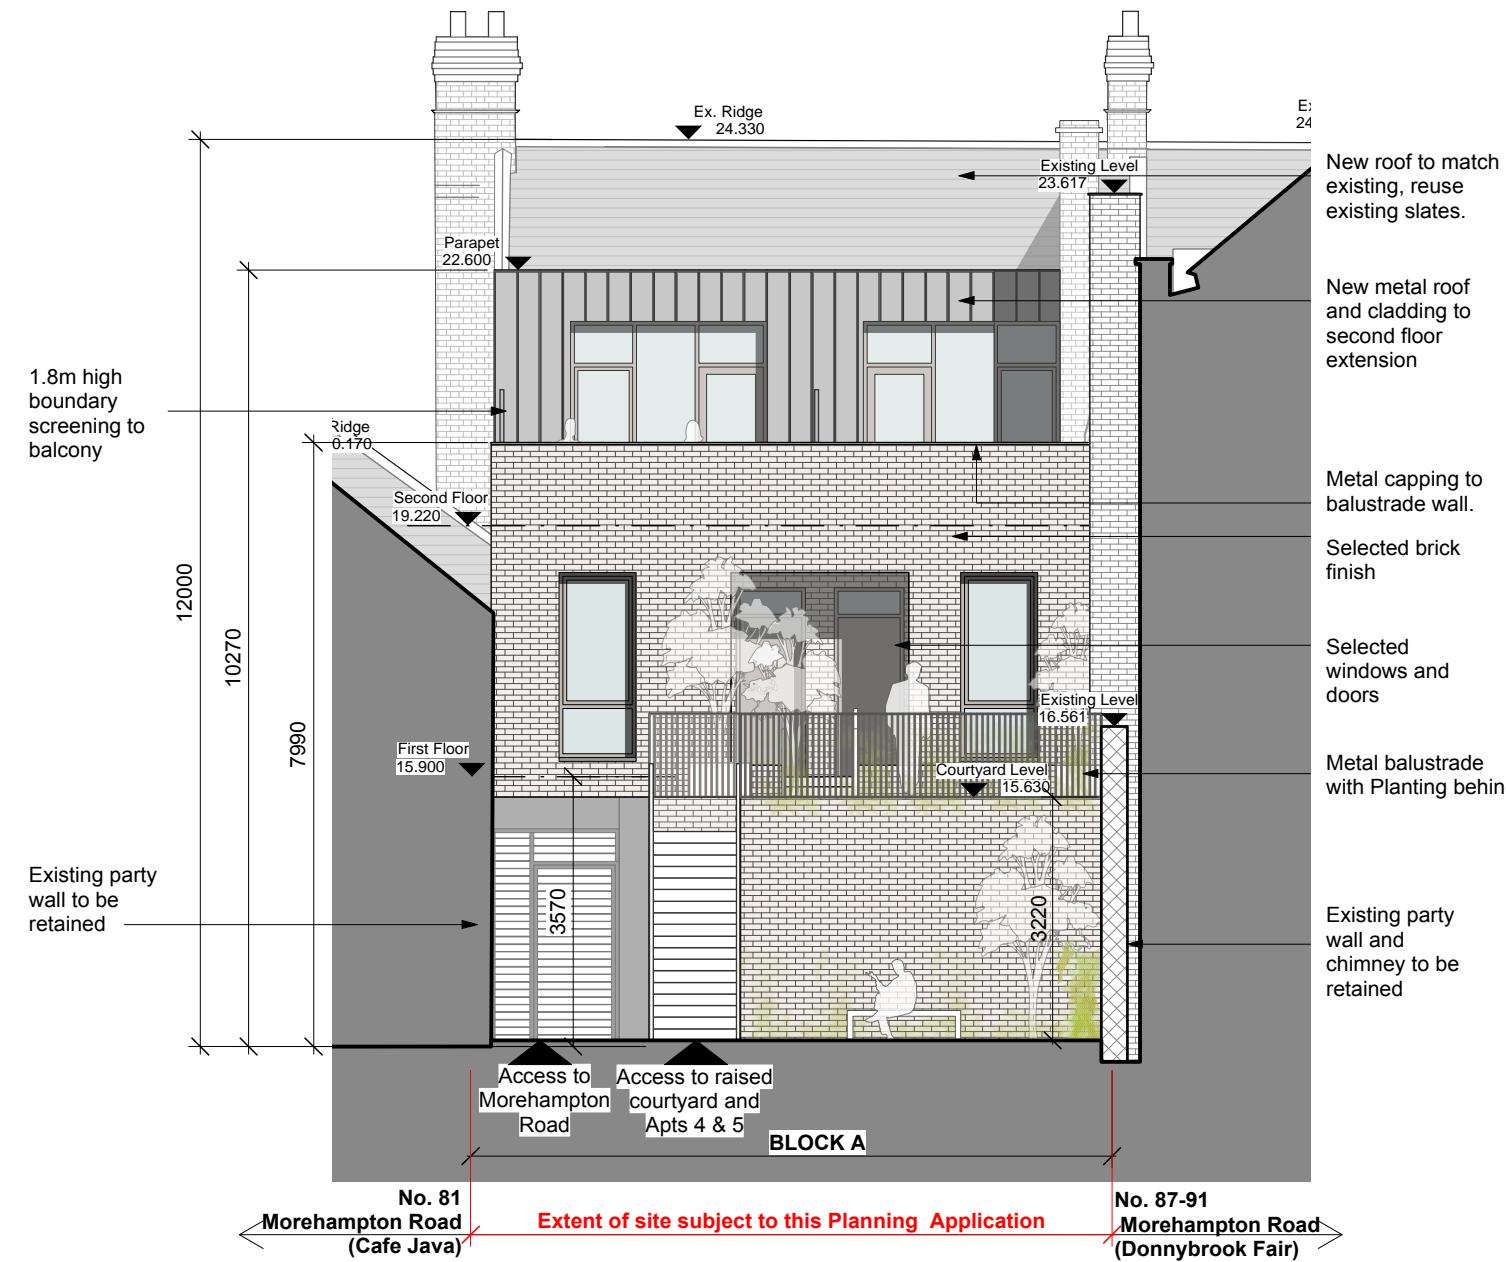 Ex. Ridge
24.330
Ex
24
Existing Level
23.617
New roof to match
existing, reuse
existing slates.
Parapet
22.600
New metal roof
and cladding to
second floor
extension
1.8m high
boundary
screening to
balcony
Ridge
0.170
Second Floor
19.220
Metal capping to
balustrade wall.
Selected brick
finish
12000
10270
7990
Selected
windows and
doors
Existing Level
16.561
First Floor
15.900
Courtyard Level
15.630
Metal balustrade
with Planting behin
Existing party
wall to be
retained
3570
3220
Existing party
wall and
chimney to be
retained
Access to
Morehampton
Road
Access to raised
courtyard and
Apts 4 & 5
BLOCK A
No. 81
Morehampton Road
(Cafe Java)
Extent of site subject to this Planning Application
No. 87-91
Morehampton Road
(Donnybrook Fair)